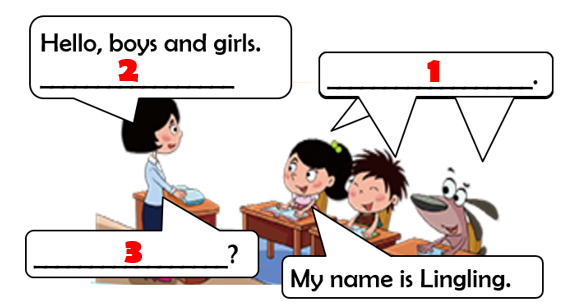 Hello, boys and girls.
2
1 .
3 ?
My name is Lingling.